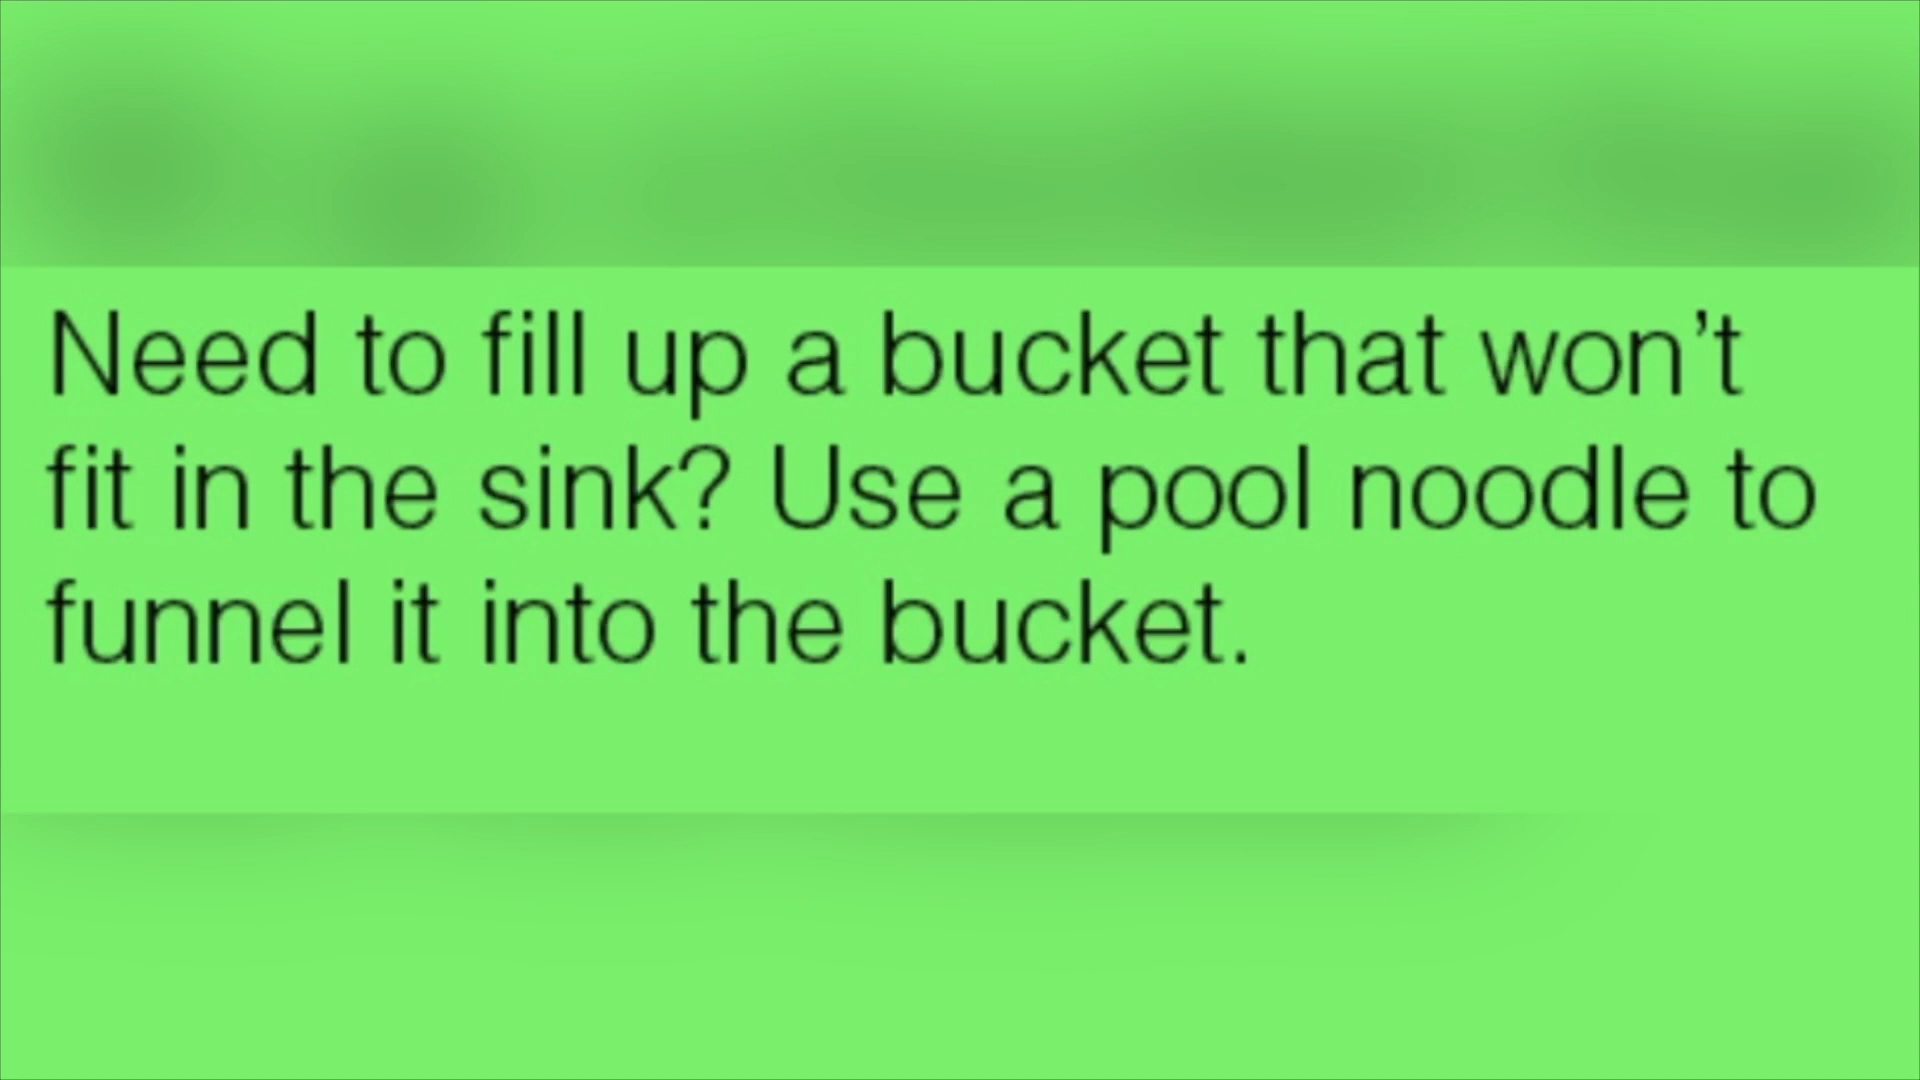 Need to fill up a bucket that won’t
fit in the sink? Use a pool noodle to
funnel it into the bucket.